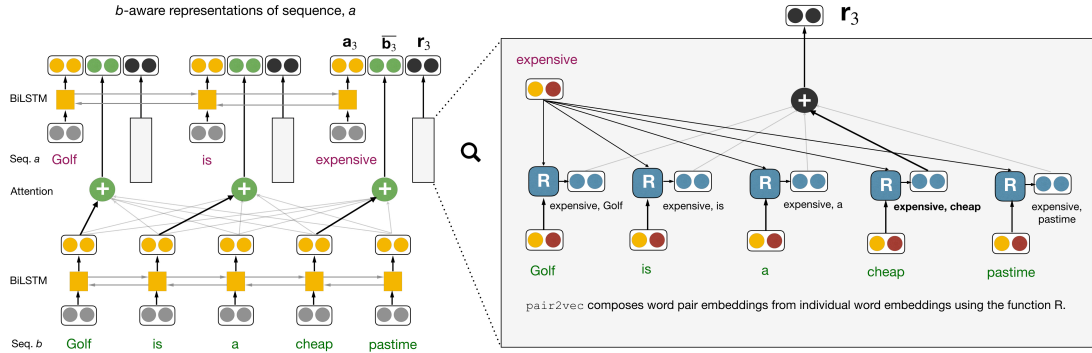 b-aware representations of sequence, a
a3 b3 r3
BiLSTM
Seq. a Golf is expensive
Attention
+ + +
BiLSTM
Seq. b Golf is a cheap pastime
r3
expensive
+
R R R R R
expensive, Golf expensive, is expensive, a expensive, cheap expensive,
pastime
Golf is a cheap pastime
pair2vec composes word pair embeddings from individual word embeddings using the function R.